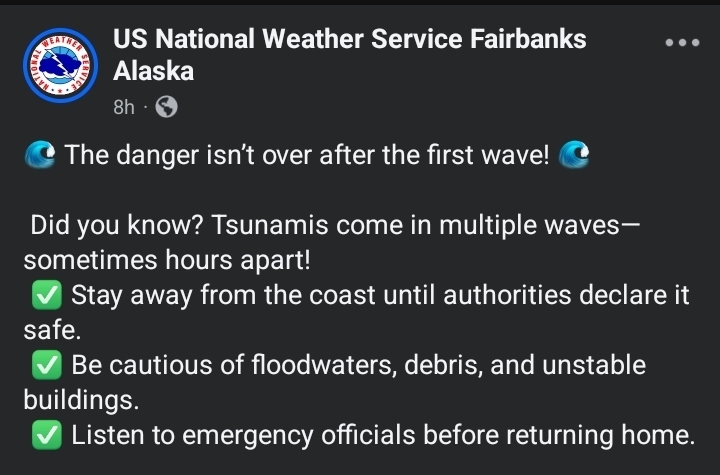 US National Weather Service Fairbanks
Alaska
8h ·
🌊 The danger isn't over after the first wave! 🌊
Did you know? Tsunamis come in multiple waves—
sometimes hours apart!
✅ Stay away from the coast until authorities declare it
safe.
✅ Be cautious of floodwaters, debris, and unstable
buildings.
✅ Listen to emergency officials before returning home.